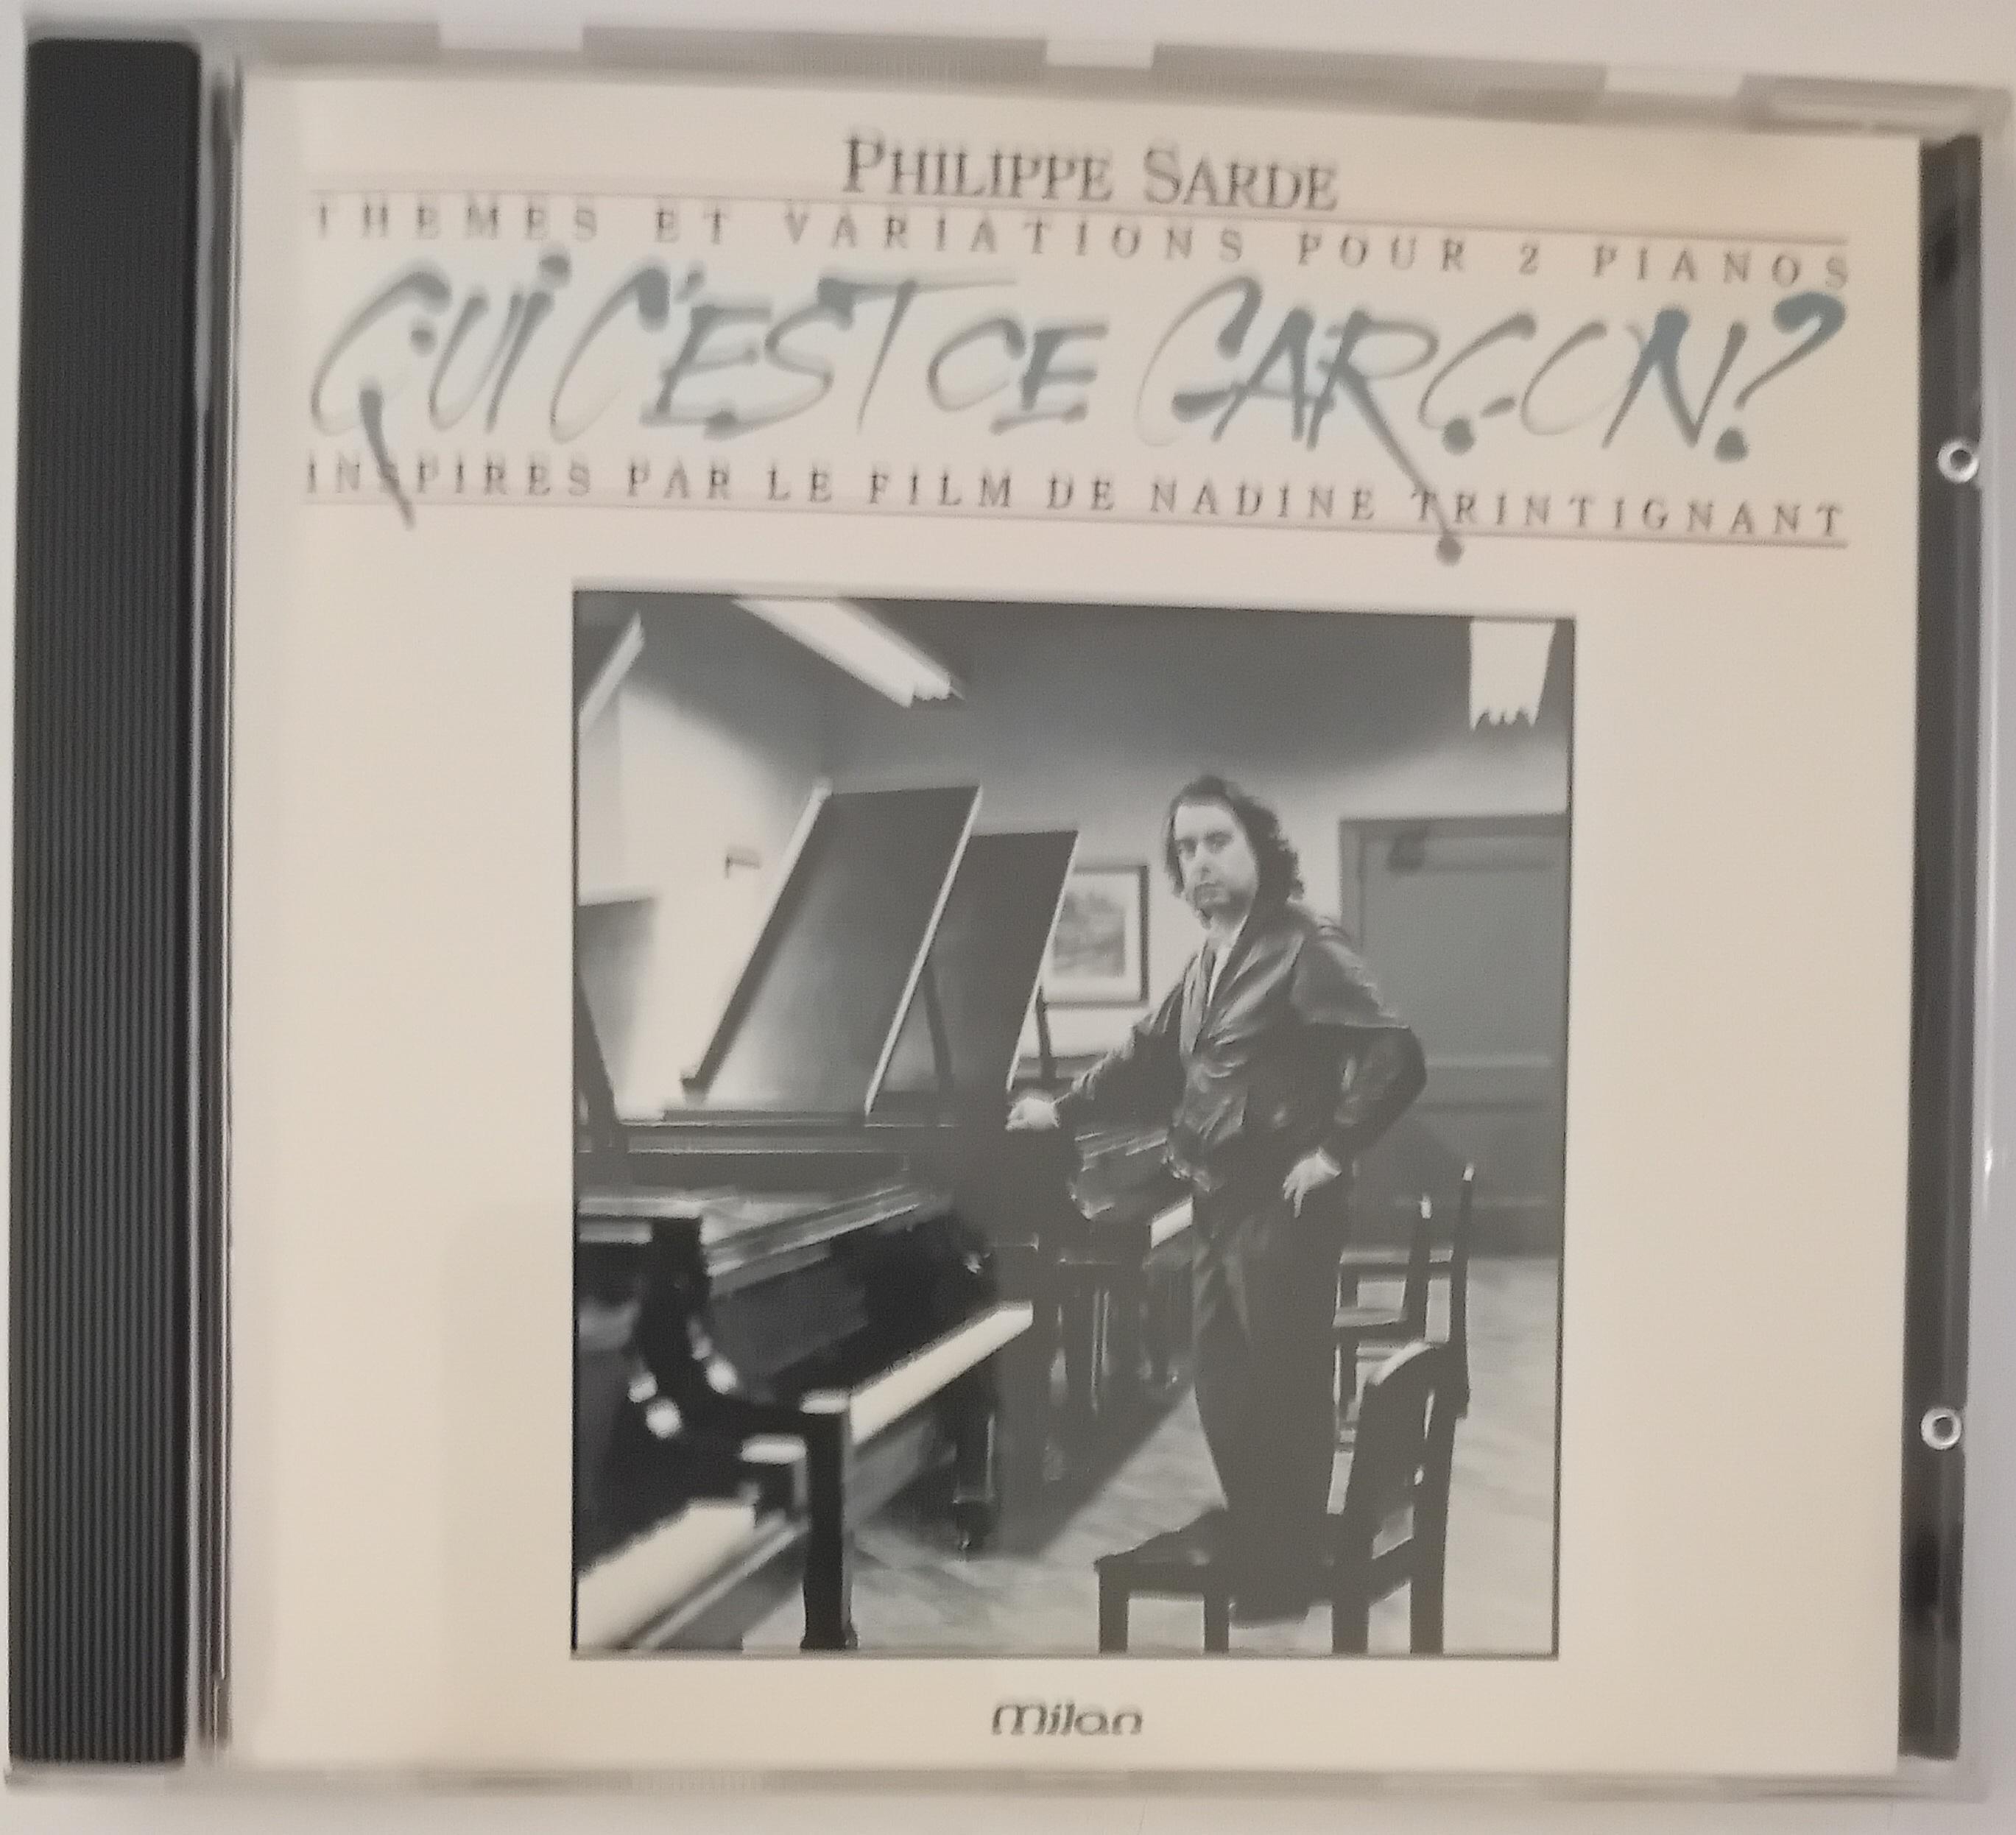 PHILIPPE SARDE
THEMES ET VARIATIONS POUR 2 PIANOS
QUI C'EST CE GARÇON?
INSPIRES PAR LE FILM DE NADINE TRINTIGNANT
Milan